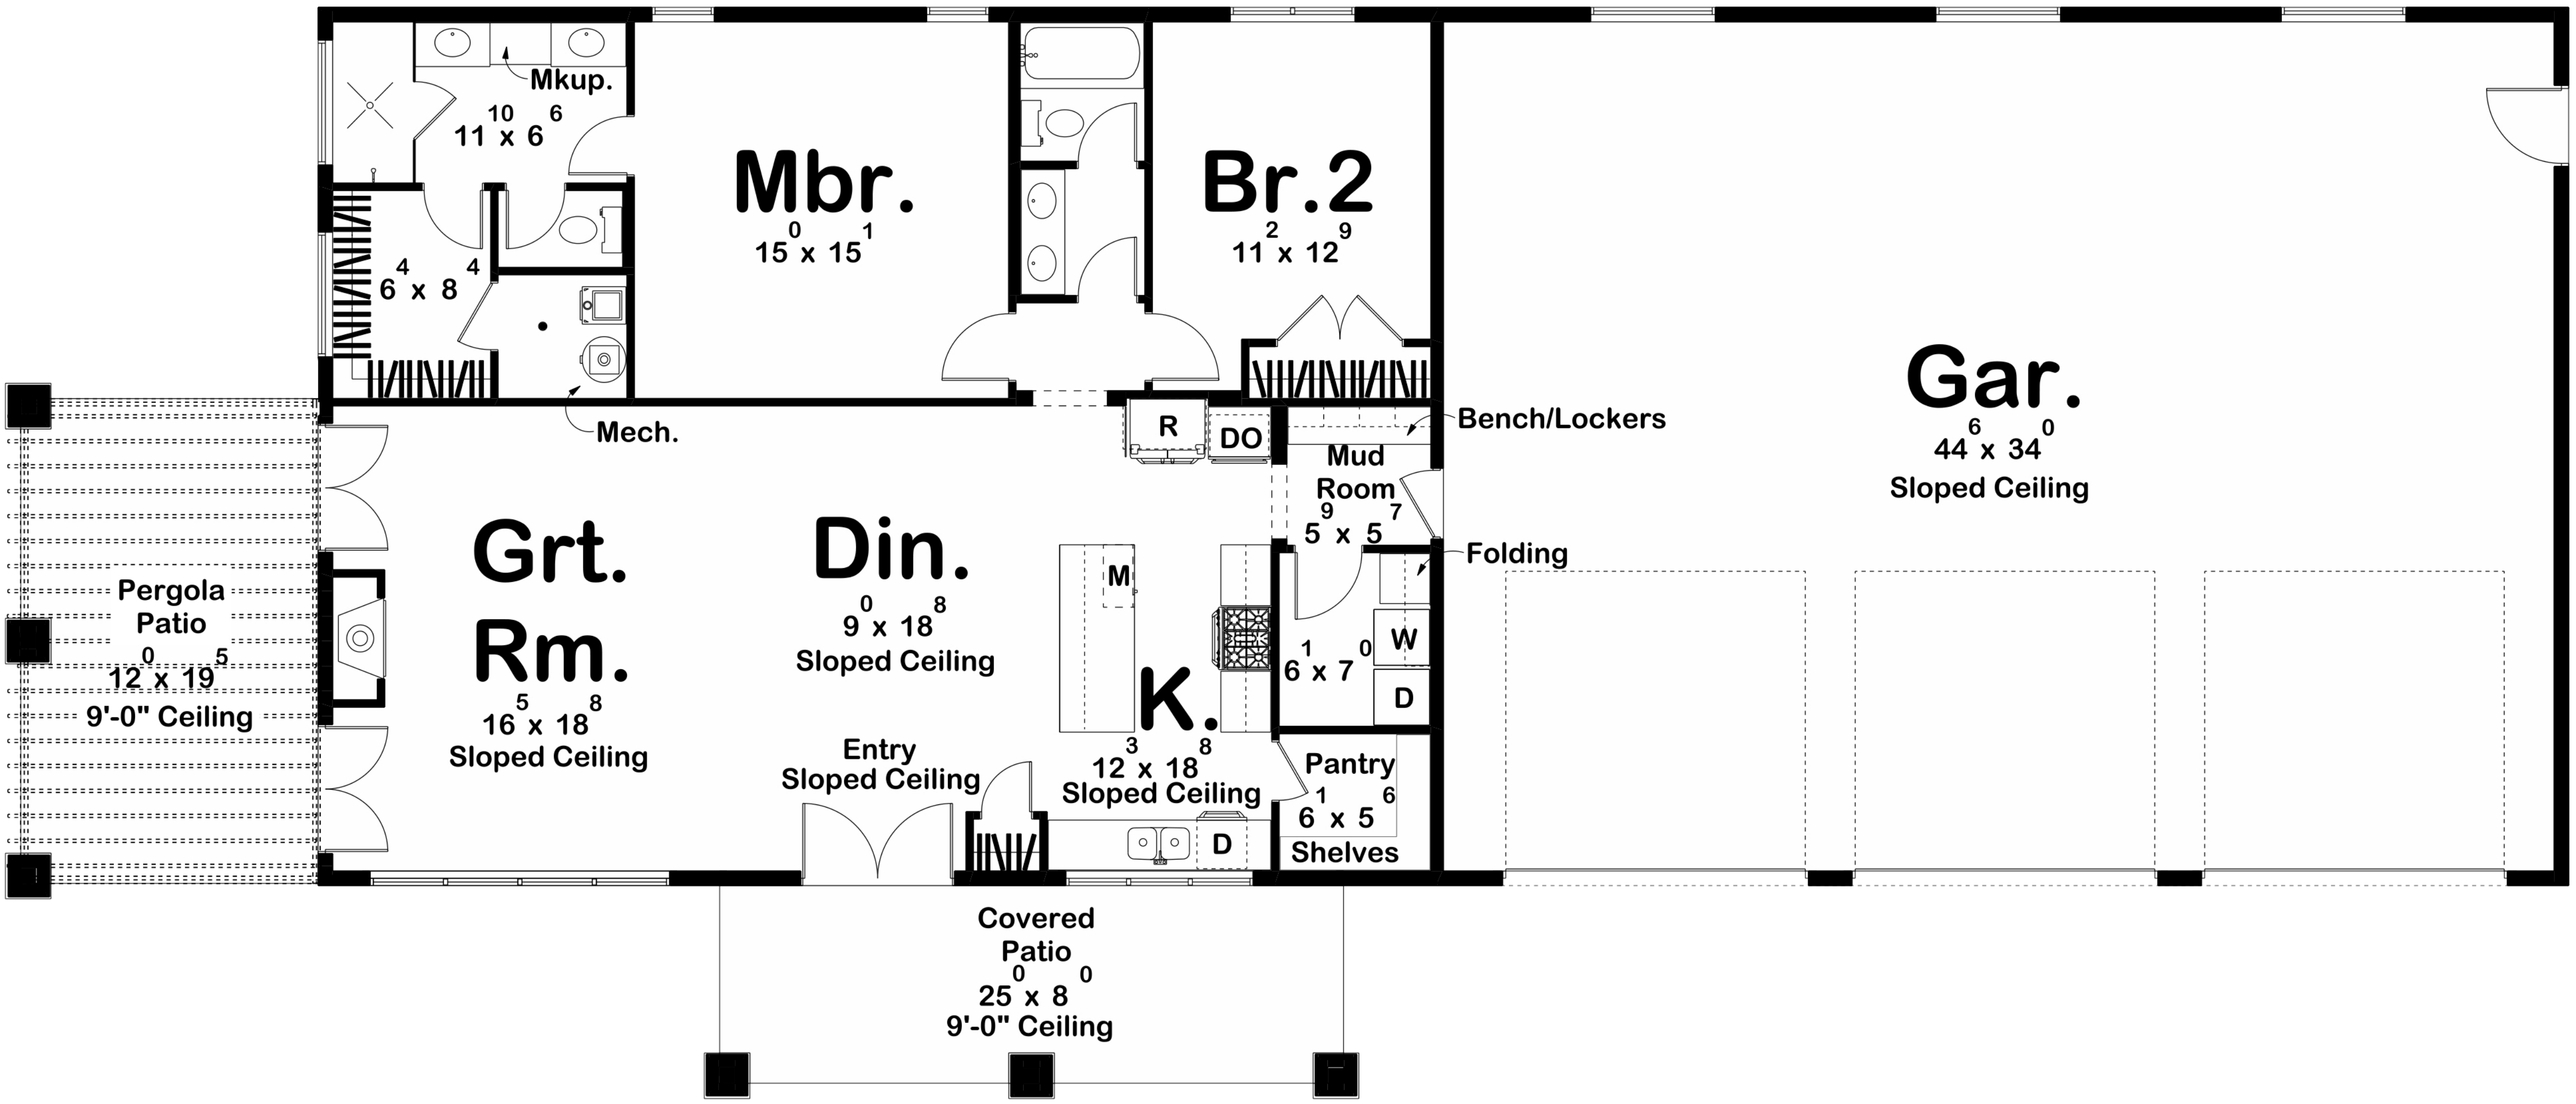 Mkup.
11 10 x 6 6
Mbr.
15 0 x 15 1
Br.2
11 2 x 12 9
6 4 x 8 4
Mech.
Gar.
44 6 x 34 0
Sloped Ceiling
R
DO
Bench/Lockers
Mud
Room
5 9 x 5 7
Folding
Grt.
Rm.
16 5 x 18 8
Sloped Ceiling
Din.
9 0 x 18 8
Sloped Ceiling
M
K.
12 3 x 18 8
Sloped Ceiling
6 1 x 7 0
W
D
Pergola
Patio
12 0 x 19 5
9'-0" Ceiling
Entry
Sloped Ceiling
Pantry
6 1 x 5 6
Shelves
D
Covered
Patio
25 0 x 8 0
9'-0" Ceiling